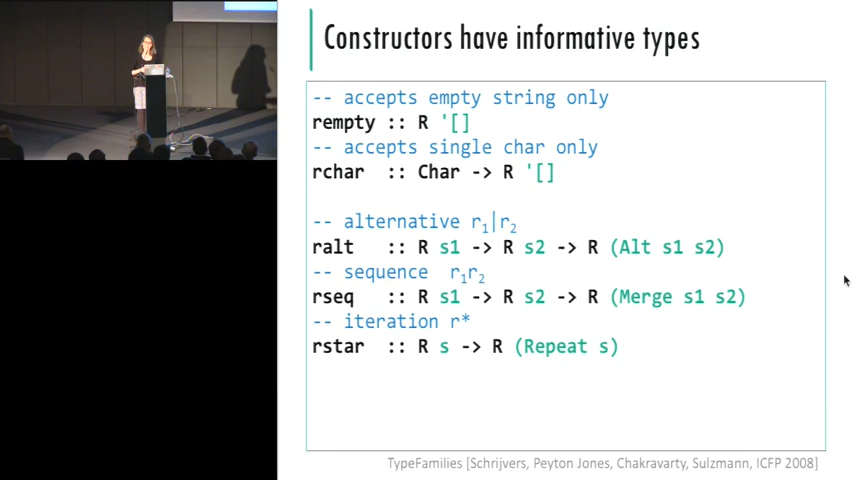 Constructors have informative types
-- accepts empty string only
rempty :: R '[]
-- accepts single char only
rchar :: Char -> R '[]
-- alternative r₁|r₂
ralt :: R s1 -> R s2 -> R (Alt s1 s2)
-- sequence r₁r₂
rseq :: R s1 -> R s2 -> R (Merge s1 s2)
-- iteration r*
rstar :: R s -> R (Repeat s)
TypeFamilies [Schrijvers, Peyton Jones, Chakravarty, Sulzmann, ICFP 2008]